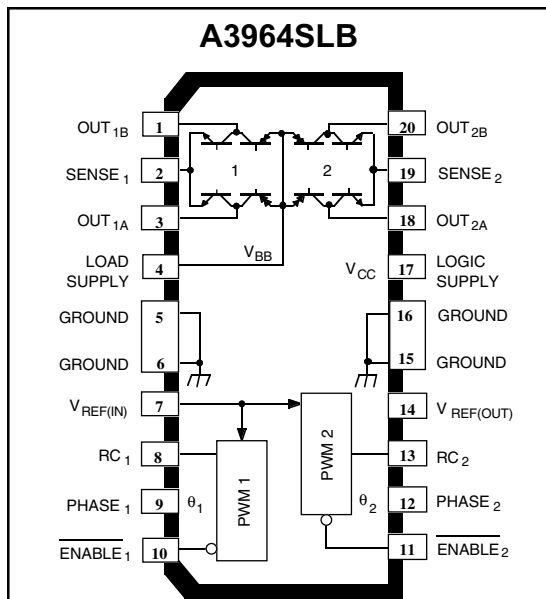 A3964SLB
OUT1B 1 20 OUT2B
SENSE1 2 1 2 19 SENSE2
OUT1A 3 18 OUT2A
LOAD SUPPLY 4 VBB VCC 17 LOGIC SUPPLY
GROUND 5 16 GROUND
GROUND 6 15 GROUND
VREF(IN) 7 14 VREF(OUT)
RC1 8 PWM 1 PWM 2 13 RC2
PHASE1 9 θ1 θ2 12 PHASE2
ENABLE1 10 11 ENABLE2